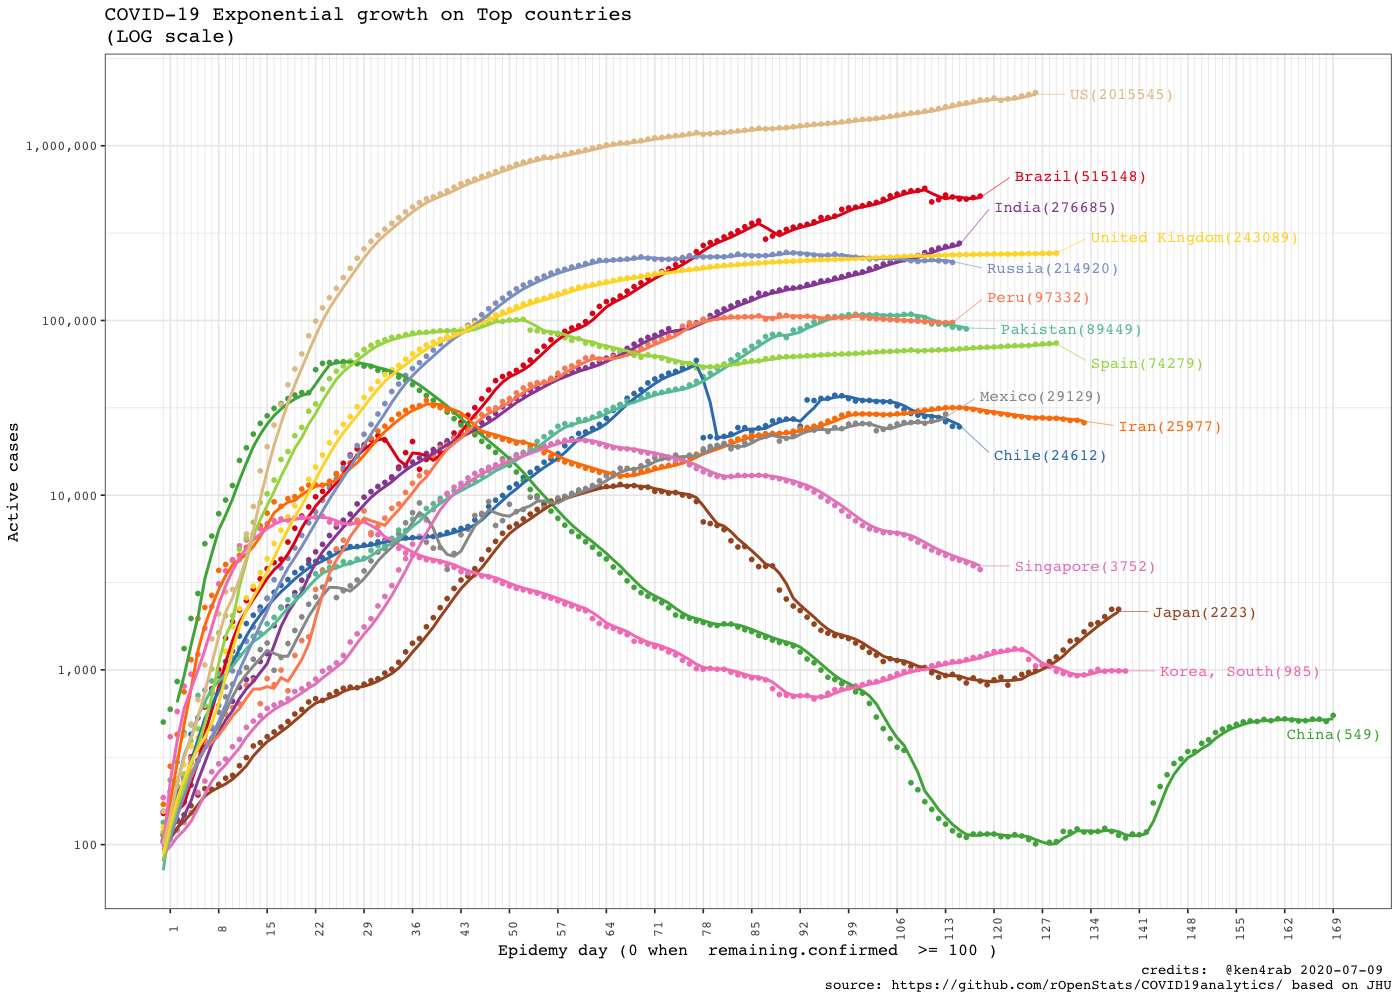 COVID-19 Exponential growth on Top countries
(LOG scale)
Active cases
1,000,000
100,000
10,000
1,000
100
US(2015545)
Brazil(515148)
India(276685)
United Kingdom(243089)
Russia(214920)
Peru(97332)
Pakistan(89449)
Spain(74279)
Mexico(29129)
Iran(25977)
Chile(24612)
Singapore(3752)
Japan(2223)
Korea, South(985)
China(549)
1 8 15 22 29 36 43 50 57 64 71 78 85 92 99 106 113 120 127 134 141 148 155 162 169
Epidemy day (0 when  remaining.confirmed  >= 100 )
credits:  @ken4rab 2020-07-09
source: https://github.com/rOpenStats/COVID19analytics/ based on JHU